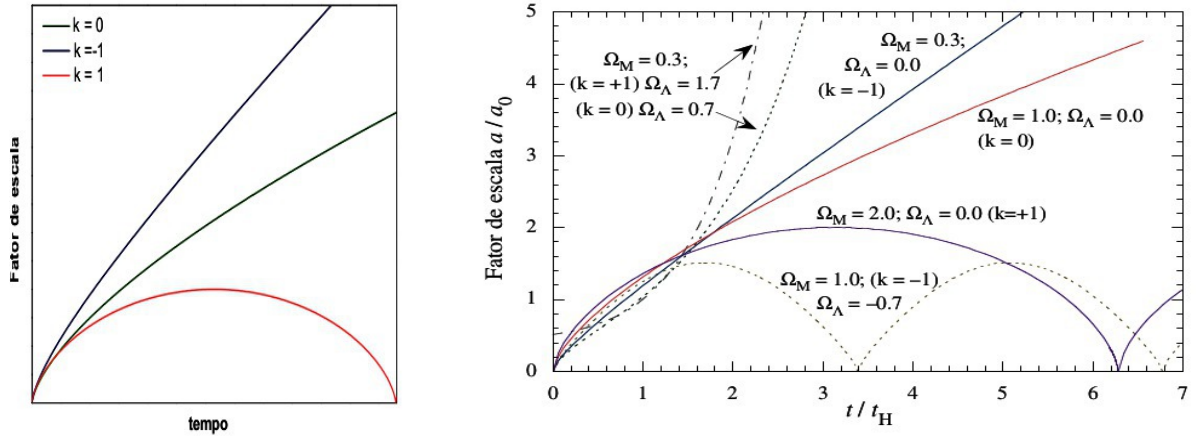 k = 0
k =-1
k = 1
Fator de escala
tempo
Fator de escala a / a₀
5
4
3
2
1
0
Ω_M = 0.3;
(k = +1) Ω_Λ = 1.7
(k = 0) Ω_Λ = 0.7
Ω_M = 0.3;
Ω_Λ = 0.0
(k = −1)
Ω_M = 1.0; Ω_Λ = 0.0
(k = 0)
Ω_M = 2.0; Ω_Λ = 0.0 (k=+1)
Ω_M = 1.0; (k = −1)
Ω_Λ = −0.7
0 1 2 3 4 5 6 7
t / t_H